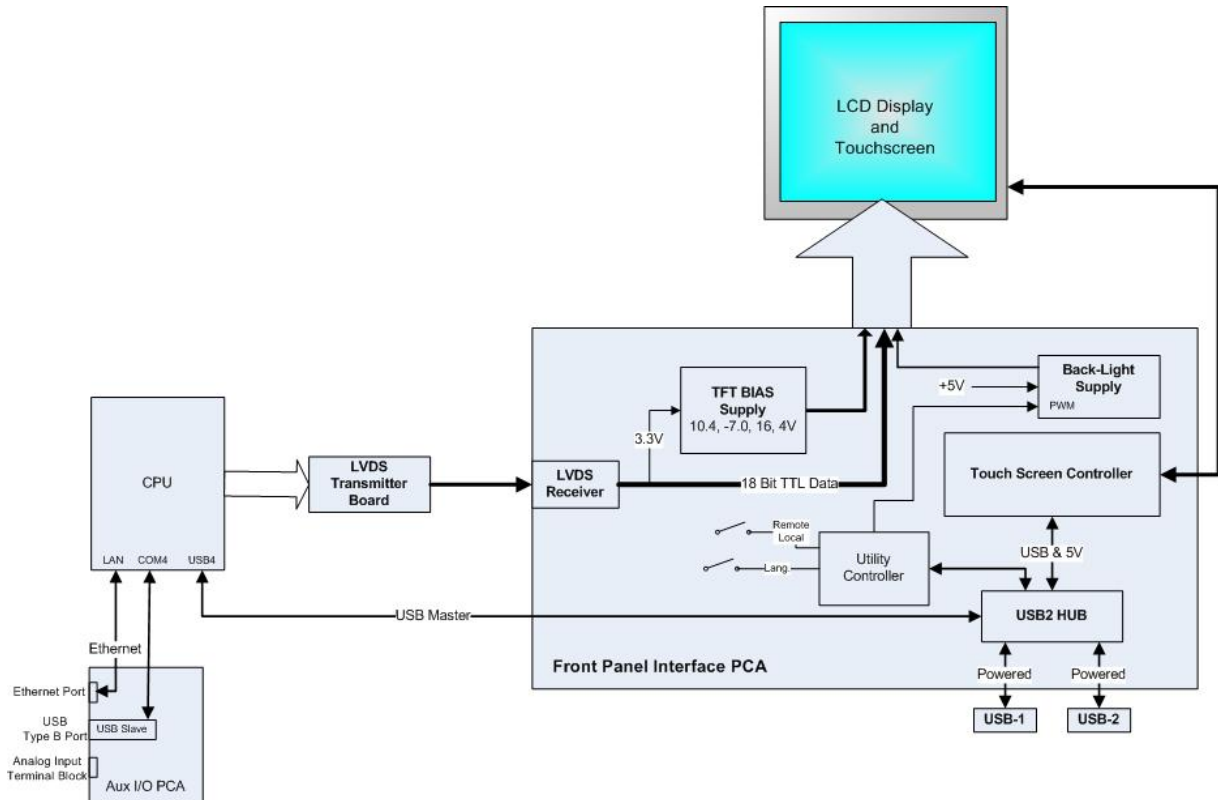 LCD Display
and
Touchscreen
Back-Light
Supply
+5V
PWM
TFT BIAS
Supply
10.4, -7.0, 16, 4V
3.3V
CPU
LVDS
Transmitter
Board
LVDS
Receiver
18 Bit TTL Data
Touch Screen Controller
Remote
Local
Lang.
Utility
Controller
USB & 5V
LAN
COM4
USB4
USB Master
USB2 HUB
Ethernet
Front Panel Interface PCA
Powered
Powered
USB-1
USB-2
Ethernet Port
USB
Type B Port
USB Slave
Analog Input
Terminal Block
Aux I/O PCA